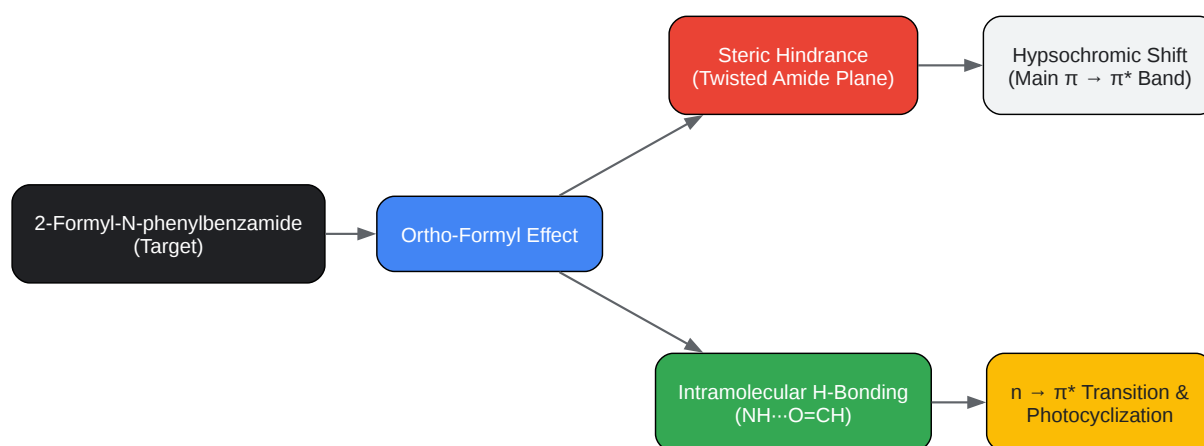 Steric Hindrance
(Twisted Amide Plane)
Hypsochromic Shift
(Main π → π* Band)
2-Formyl-N-phenylbenzamide
(Target)
Ortho-Formyl Effect
Intramolecular H-Bonding
(NH···O=CH)
n → π* Transition &
Photocyclization